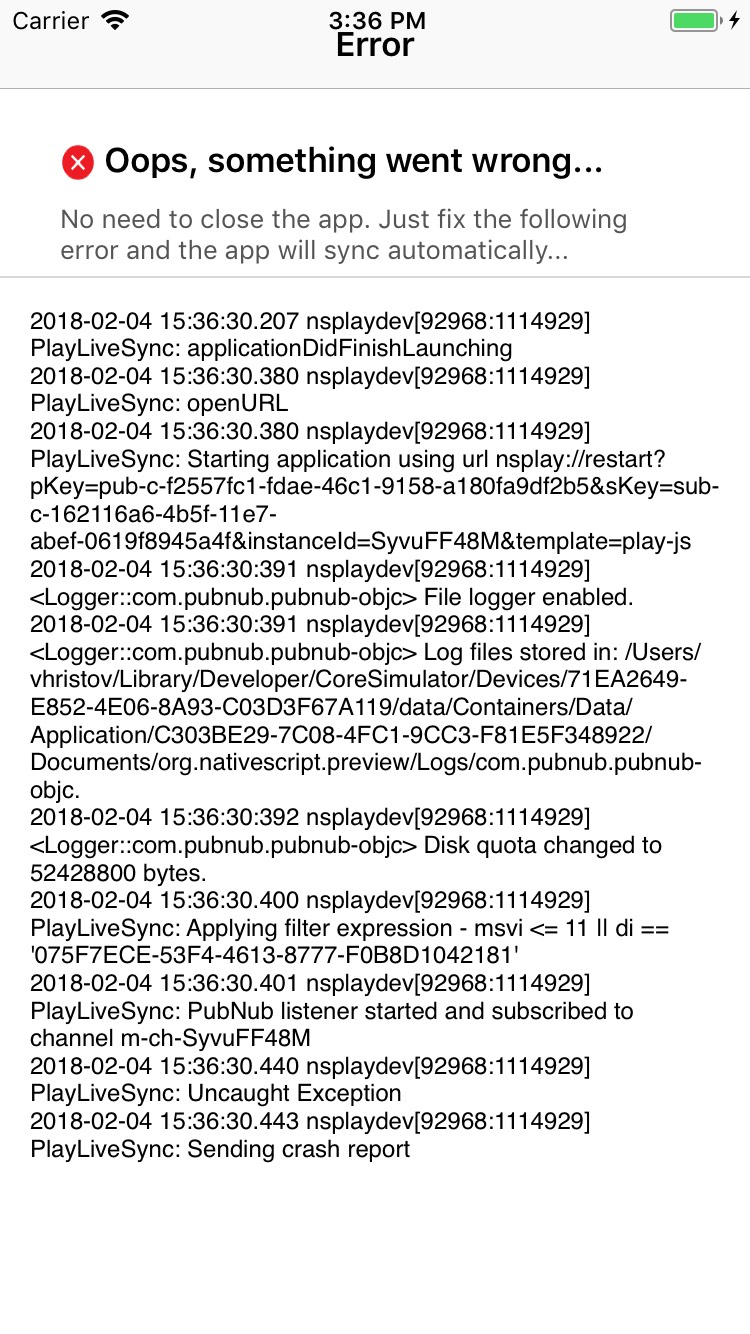 Carrier 3:36 PM
Error
Oops, something went wrong...
No need to close the app. Just fix the following
error and the app will sync automatically...
2018-02-04 15:36:30.207 nsplaydev[92968:1114929]
PlayLiveSync: applicationDidFinishLaunching
2018-02-04 15:36:30.380 nsplaydev[92968:1114929]
PlayLiveSync: openURL
2018-02-04 15:36:30.380 nsplaydev[92968:1114929]
PlayLiveSync: Starting application using url nsplay://restart?
pKey=pub-c-f2557fc1-fdae-46c1-9158-a180fa9df2b5&sKey=sub-
c-162116a6-4b5f-11e7-
abef-0619f8945a4f&instanceId=SyvuFF48M&template=play-js
2018-02-04 15:36:30:391 nsplaydev[92968:1114929]
<Logger::com.pubnub.pubnub-objc> File logger enabled.
2018-02-04 15:36:30:391 nsplaydev[92968:1114929]
<Logger::com.pubnub.pubnub-objc> Log files stored in: /Users/
vhristov/Library/Developer/CoreSimulator/Devices/71EA2649-
E852-4E06-8A93-C03D3F67A119/data/Containers/Data/
Application/C303BE29-7C08-4FC1-9CC3-F81E5F348922/
Documents/org.nativescript.preview/Logs/com.pubnub.pubnub-
objc.
2018-02-04 15:36:30:392 nsplaydev[92968:1114929]
<Logger::com.pubnub.pubnub-objc> Disk quota changed to
52428800 bytes.
2018-02-04 15:36:30.400 nsplaydev[92968:1114929]
PlayLiveSync: Applying filter expression - msvi <= 11 || di ==
'075F7ECE-53F4-4613-8777-F0B8D1042181'
2018-02-04 15:36:30.401 nsplaydev[92968:1114929]
PlayLiveSync: PubNub listener started and subscribed to
channel m-ch-SyvuFF48M
2018-02-04 15:36:30.440 nsplaydev[92968:1114929]
PlayLiveSync: Uncaught Exception
2018-02-04 15:36:30.443 nsplaydev[92968:1114929]
PlayLiveSync: Sending crash report